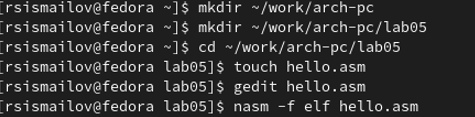 [rsismailov@fedora ~]$ mkdir ~/work/arch-pc
[rsismailov@fedora ~]$ mkdir ~/work/arch-pc/lab05
[rsismailov@fedora ~]$ cd ~/work/arch-pc/lab05
[rsismailov@fedora lab05]$ touch hello.asm
[rsismailov@fedora lab05]$ gedit hello.asm
[rsismailov@fedora lab05]$ nasm -f elf hello.asm